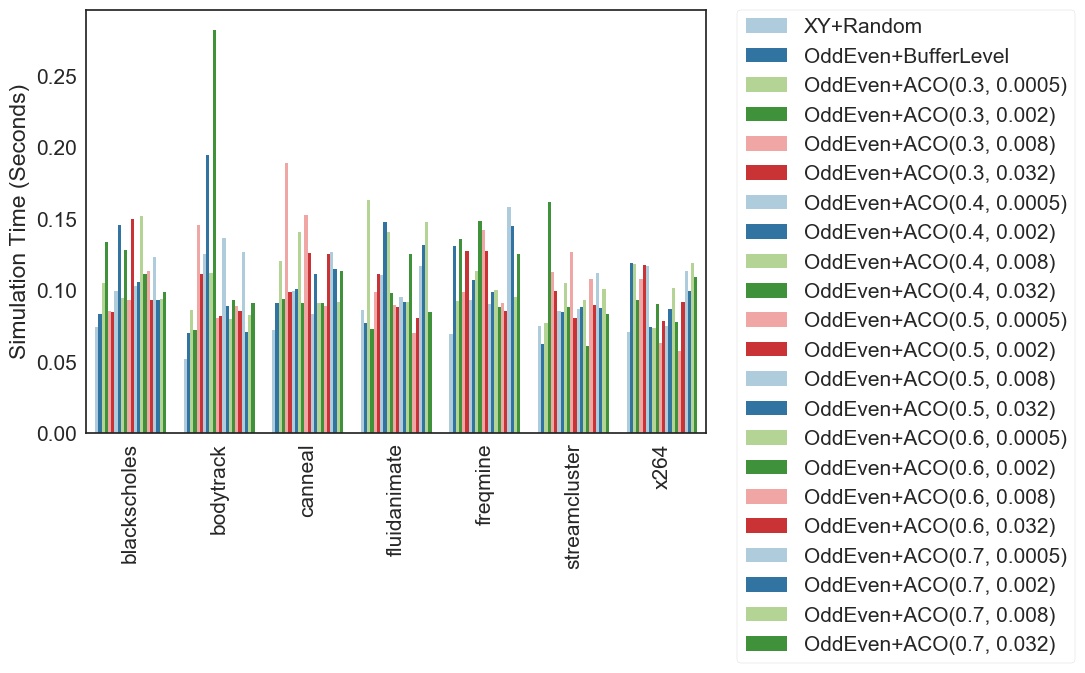 Simulation Time (Seconds)
0.25
0.20
0.15
0.10
0.05
0.00
blackscholes
bodytrack
canneal
fluidanimate
freqmine
streamcluster
x264
XY+Random
OddEven+BufferLevel
OddEven+ACO(0.3, 0.0005)
OddEven+ACO(0.3, 0.002)
OddEven+ACO(0.3, 0.008)
OddEven+ACO(0.3, 0.032)
OddEven+ACO(0.4, 0.0005)
OddEven+ACO(0.4, 0.002)
OddEven+ACO(0.4, 0.008)
OddEven+ACO(0.4, 0.032)
OddEven+ACO(0.5, 0.0005)
OddEven+ACO(0.5, 0.002)
OddEven+ACO(0.5, 0.008)
OddEven+ACO(0.5, 0.032)
OddEven+ACO(0.6, 0.0005)
OddEven+ACO(0.6, 0.002)
OddEven+ACO(0.6, 0.008)
OddEven+ACO(0.6, 0.032)
OddEven+ACO(0.7, 0.0005)
OddEven+ACO(0.7, 0.002)
OddEven+ACO(0.7, 0.008)
OddEven+ACO(0.7, 0.032)